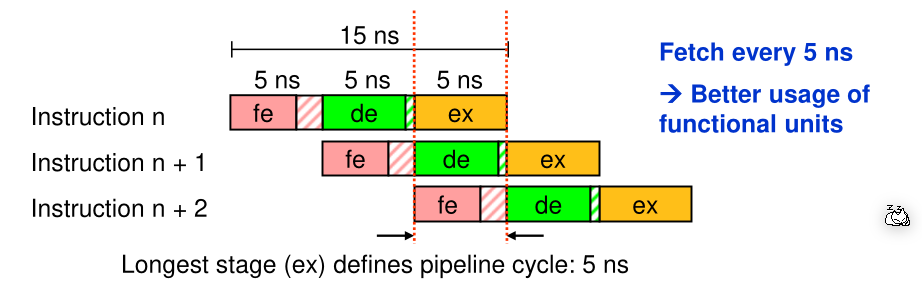 15 ns
5 ns 5 ns 5 ns
Instruction n fe de ex
Instruction n + 1 fe de ex
Instruction n + 2 fe de ex
Longest stage (ex) defines pipeline cycle: 5 ns
Fetch every 5 ns
→ Better usage of
functional units